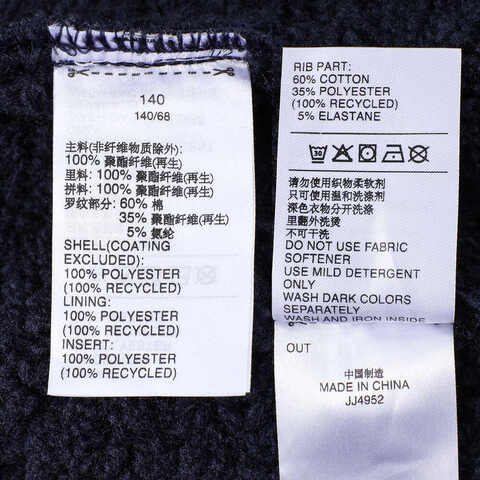 140
140/68
主料(非纤维物质除外):
100% 聚酯纤维(再生)
里料: 100% 聚酯纤维(再生)
拼料: 100% 聚酯纤维(再生)
罗纹部分: 60% 棉
35% 聚酯纤维(再生)
5% 氨纶
SHELL(COATING
EXCLUDED):
100% POLYESTER
(100% RECYCLED)
LINING:
100% POLYESTER
(100% RECYCLED)
INSERT:
100% POLYESTER
(100% RECYCLED)
RIB PART:
60% COTTON
35% POLYESTER
(100% RECYCLED)
5% ELASTANE
30
请勿使用织物柔软剂
只可使用温和洗涤剂
深色衣物分开洗涤
里翻外洗烫
不可干洗
DO NOT USE FABRIC
SOFTENER
USE MILD DETERGENT
ONLY
WASH DARK COLORS
SEPARATELY
WASH AND IRON INSIDE
OUT
中国制造
MADE IN CHINA
JJ4952